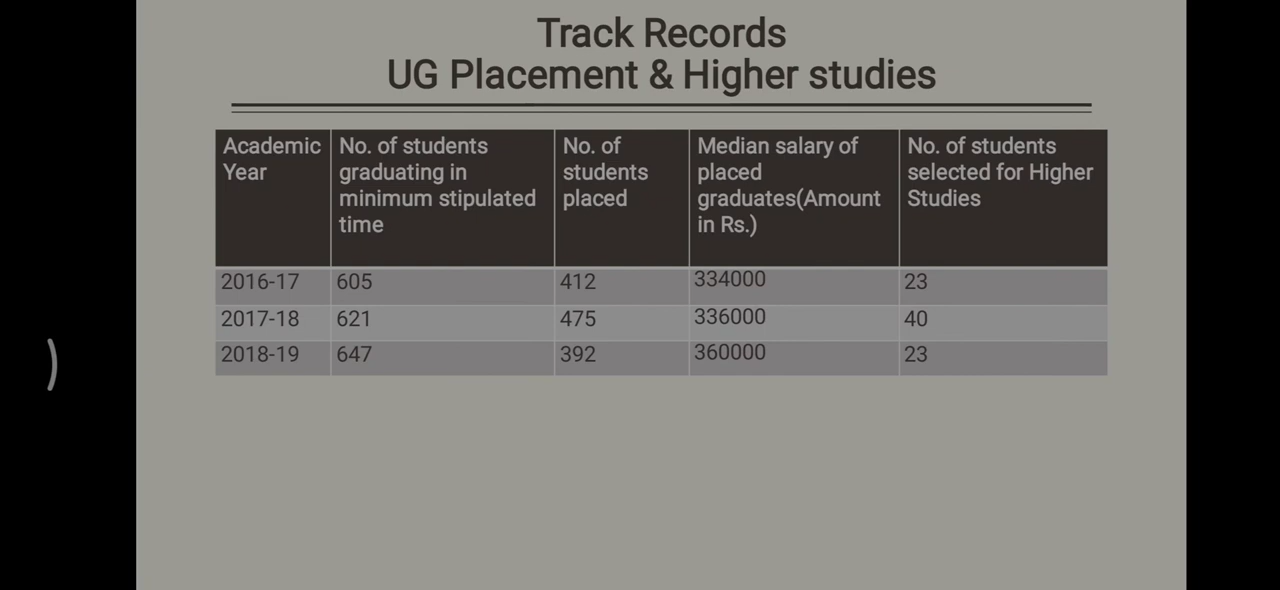 Track Records
UG Placement & Higher studies
Academic Year
No. of students graduating in minimum stipulated time
No. of students placed
Median salary of placed graduates(Amount in Rs.)
No. of students selected for Higher Studies
2016-17 605 412 334000 23
2017-18 621 475 336000 40
2018-19 647 392 360000 23